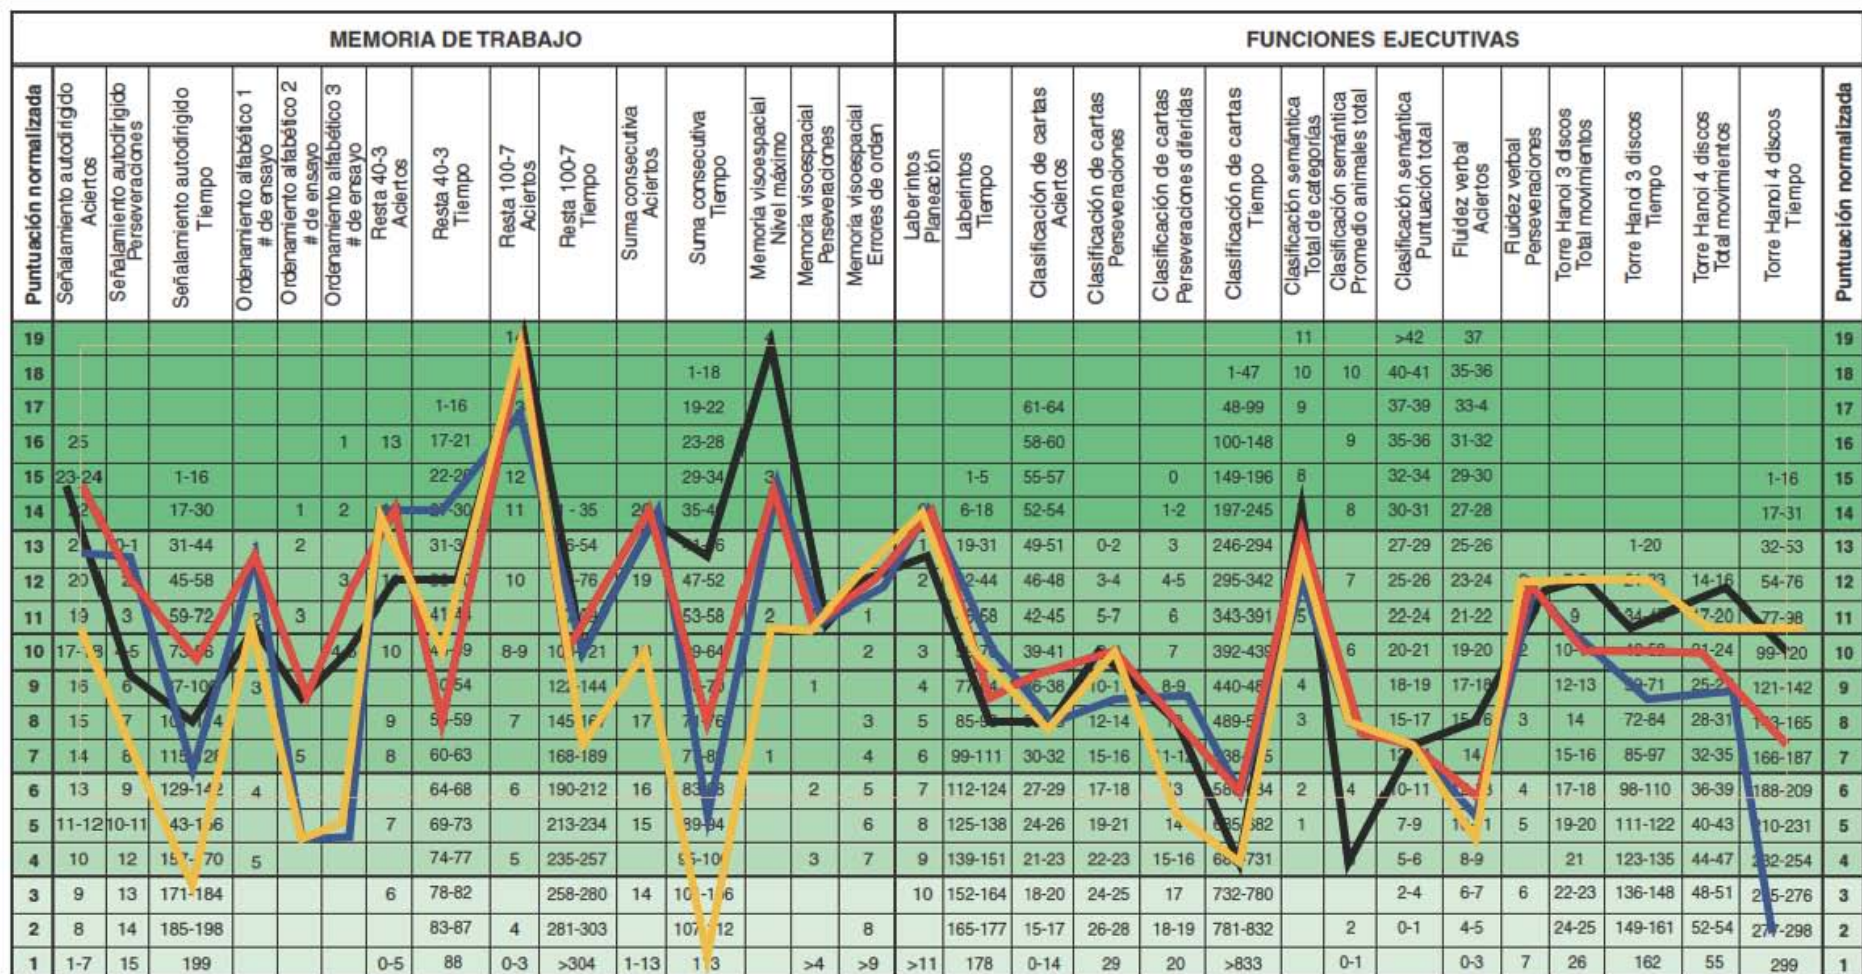 MEMORIA DE TRABAJO FUNCIONES EJECUTIVAS
Puntuación normalizada
Señalamiento autodirigido Aciertos
Señalamiento autodirigido Perseveraciones
Señalamiento autodirigido Tiempo
Ordenamiento alfabético 1 # de ensayo
Ordenamiento alfabético 2 # de ensayo
Ordenamiento alfabético 3 # de ensayo
Resta 40-3 Aciertos
Resta 40-3 Tiempo
Resta 100-7 Aciertos
Resta 100-7 Tiempo
Suma consecutiva Aciertos
Suma consecutiva Tiempo
Memoria visoespacial Nivel máximo
Memoria visoespacial Perseveraciones
Memoria visoespacial Errores de orden
Laberintos Planeación
Laberintos Tiempo
Clasificación de cartas Aciertos
Clasificación de cartas Perseveraciones
Clasificación de cartas Perseveraciones diferidas
Clasificación de cartas Tiempo
Clasificación semántica Total de categorías
Clasificación semántica Promedio animales total
Clasificación semántica Puntuación total
Fluidez verbal Aciertos
Fluidez verbal Perseveraciones
Torre Hanoi 3 discos Total movimientos
Torre Hanoi 3 discos Tiempo
Torre Hanoi 4 discos Total movimientos
Torre Hanoi 4 discos Tiempo
Puntuación normalizada
19 11 >42 37 19
18 1-18 1-47 10 10 40-41 35-36 18
17 1-16 19-22 61-64 48-99 9 37-39 33-4 17
16 25 1 13 17-21 23-28 58-60 100-148 9 35-36 31-32 16
15 23-24 1-16 12 29-34 3 1-5 55-57 0 149-196 8 32-34 29-30 1-16 15
14 17-30 1 2 11 6-18 52-54 1-2 197-245 8 30-31 27-28 17-31 14
13 31-44 1 2 1 19-31 49-51 0-2 3 246-294 27-29 25-26 1-20 32-53 13
12 20 45-58 3 10 19 47-52 2 46-48 3-4 4-5 295-342 7 25-26 23-24 14-16 54-76 12
11 19 3 59-72 3 53-58 2 1 42-45 5-7 6 343-391 5 22-24 21-22 9 77-98 11
10 10 8-9 2 3 39-41 7 392-439 6 20-21 19-20 2 99-120 10
9 16 6 3 122-144 1 4 8-9 4 18-19 17-18 12-13 121-142 9
8 15 7 9 7 17 3 5 12-14 3 15-17 3 14 72-84 28-31 8
7 14 8 5 8 60-63 168-189 1 4 6 99-111 30-32 15-16 14 15-16 85-97 32-35 166-187 7
6 13 9 129-142 4 64-68 6 190-212 16 2 5 7 112-124 27-29 17-18 2 4 10-11 4 17-18 98-110 36-39 188-209 6
5 11-12 10-11 7 69-73 213-234 15 89-94 6 8 125-138 24-26 19-21 14 1 7-9 5 19-20 111-122 40-43 210-231 5
4 10 12 157-170 5 74-77 5 235-257 3 7 9 139-151 21-23 22-23 15-16 5-6 8-9 21 123-135 44-47 232-254 4
3 9 13 171-184 6 78-82 258-280 14 10 152-164 18-20 24-25 17 732-780 2-4 6-7 6 22-23 136-148 48-51 3
2 8 14 185-198 83-87 4 281-303 8 165-177 15-17 26-28 18-19 781-832 2 0-1 4-5 24-25 149-161 52-54 277-298 2
1 1-7 15 199 0-5 88 0-3 >304 1-13 >4 >9 >11 178 0-14 29 20 >833 0-1 0-3 7 26 162 55 299 1